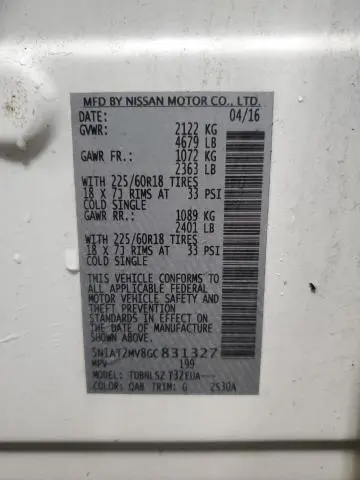 MFD BY NISSAN MOTOR CO., LTD.
DATE: 04/16
GVWR: 2122 KG
4679 LB
GAWR FR.: 1072 KG
2363 LB
WITH 225/60R18 TIRES
18 X 7J RIMS AT 33 PSI
COLD SINGLE
GAWR RR.: 1089 KG
2401 LB
WITH 225/60R18 TIRES
18 X 7J RIMS AT 33 PSI
COLD SINGLE
THIS VEHICLE CONFORMS TO
ALL APPLICABLE FEDERAL
MOTOR VEHICLE SAFETY AND
THEFT PREVENTION
STANDARDS IN EFFECT ON
THE DATE OF MANUFACTURE
SHOWN ABOVE.
5N1AT2MV8GC831327
MPV 199
MODEL: TDBNLS2 T32EUA---
COLOR: QAB TRIM: G 2S30A